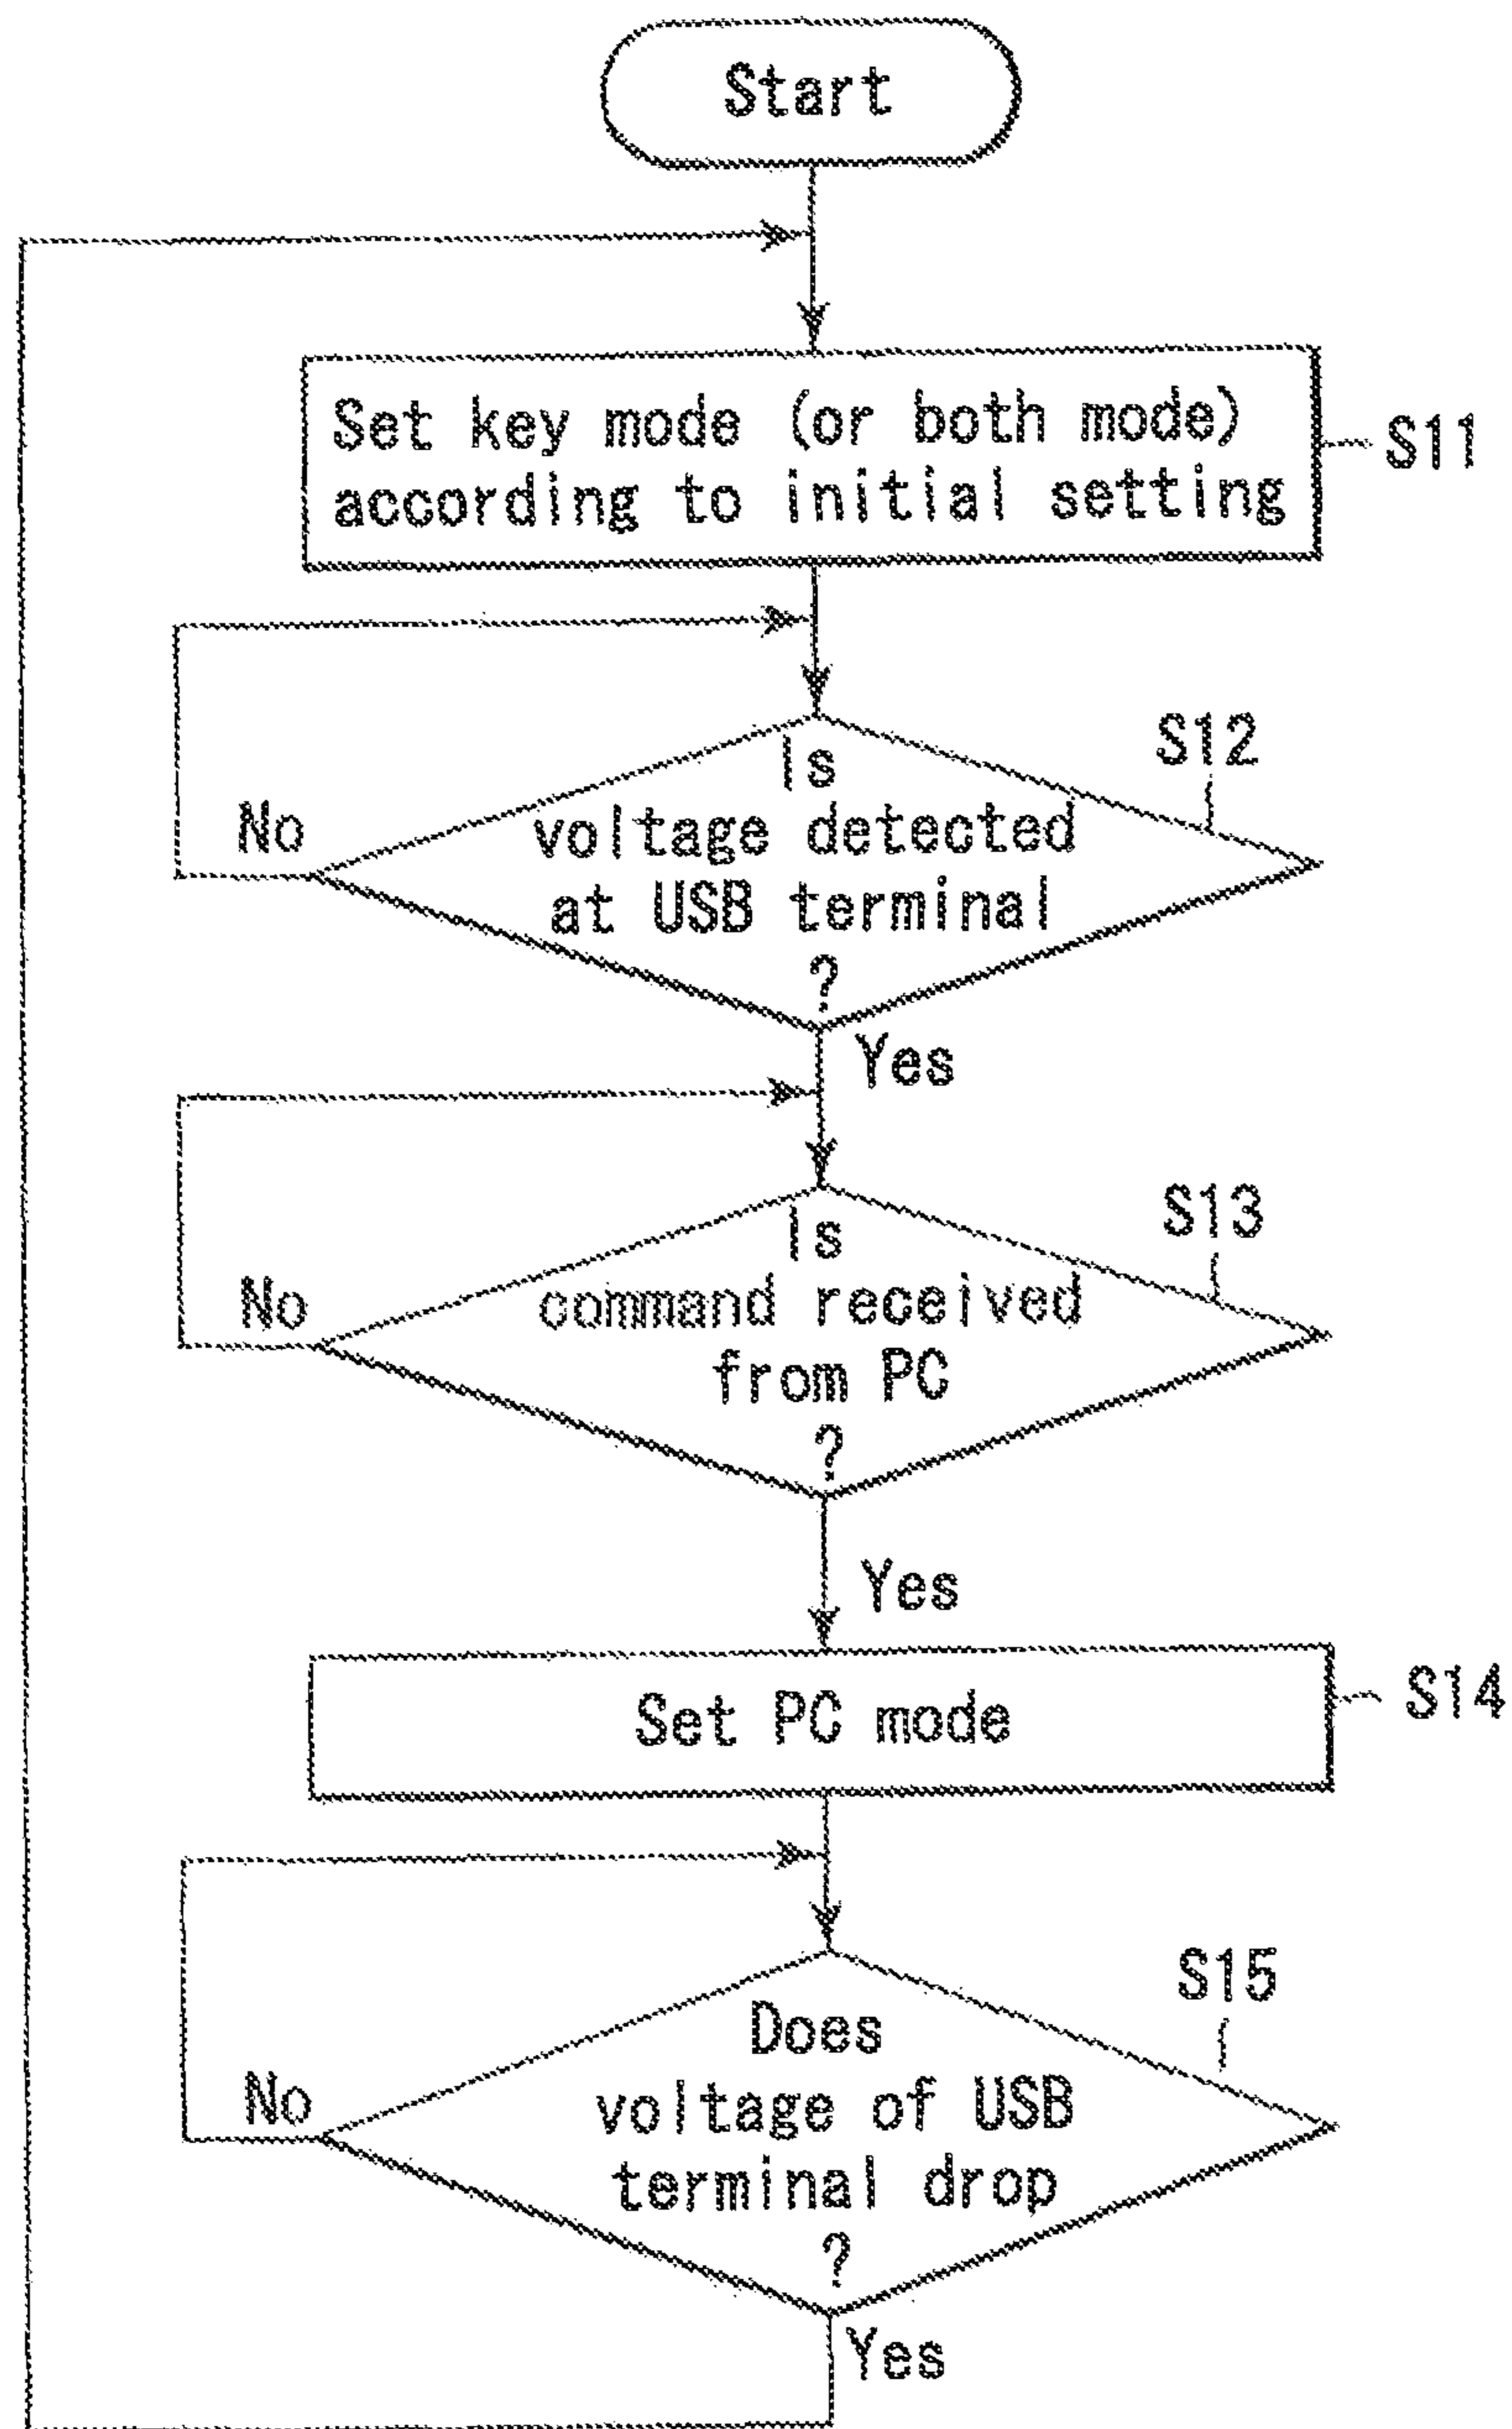 Start
Set key mode (or both mode)
according to initial setting
S11
S12
Is
voltage detected
at USB terminal
?
No
Yes
S13
Is
command received
from PC
?
No
Yes
Set PC mode
S14
S15
Does
voltage of USB
terminal drop
?
No
Yes